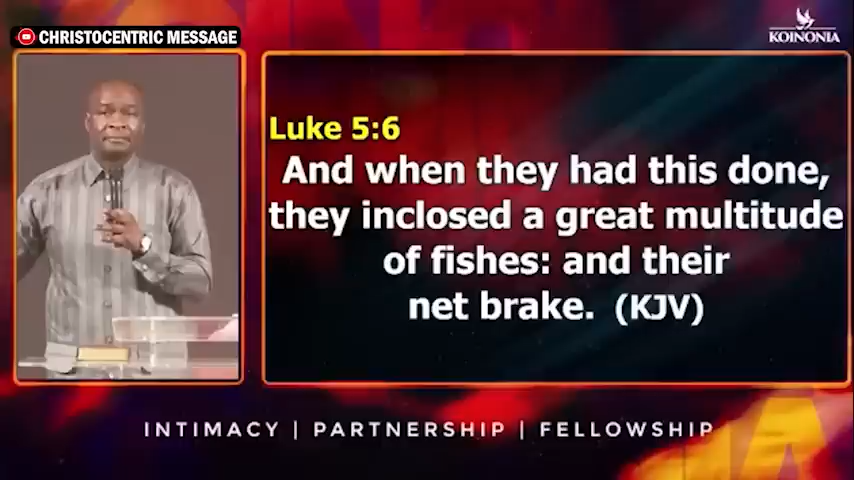 CHRISTOCENTRIC MESSAGE
KOINONIA
Luke 5:6
And when they had this done,
they inclosed a great multitude
of fishes: and their
net brake. (KJV)
INTIMACY | PARTNERSHIP | FELLOWSHIP